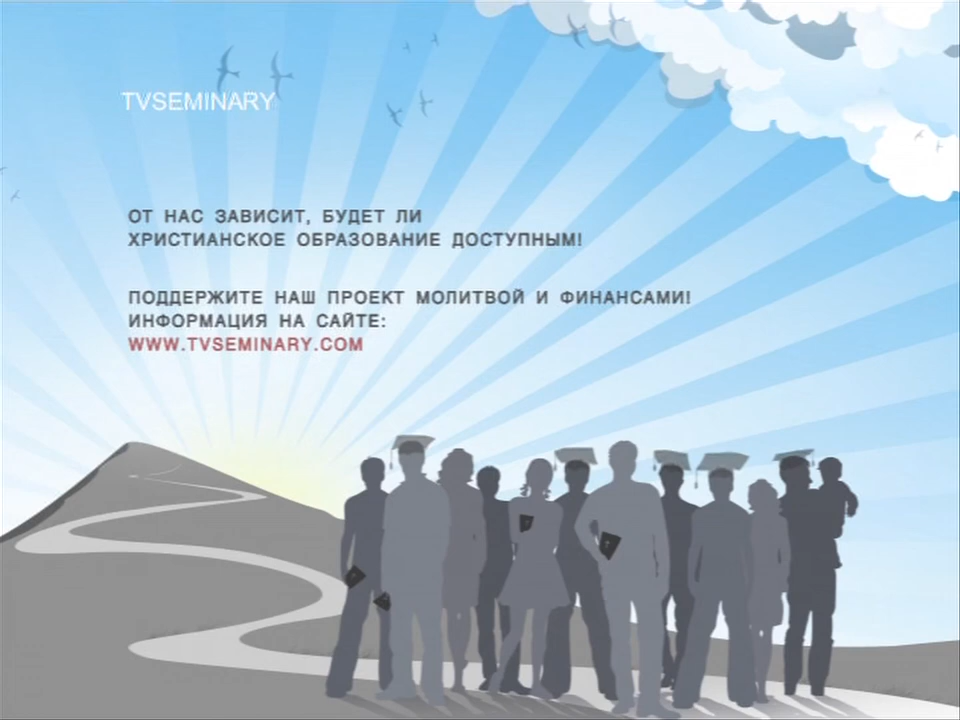 TVSEMINARY
ОТ НАС ЗАВИСИТ, БУДЕТ ЛИ
ХРИСТИАНСКОЕ ОБРАЗОВАНИЕ ДОСТУПНЫМ!
ПОДДЕРЖИТЕ НАШ ПРОЕКТ МОЛИТВОЙ И ФИНАНСАМИ!
ИНФОРМАЦИЯ НА САЙТЕ:
WWW.TVSEMINARY.COM